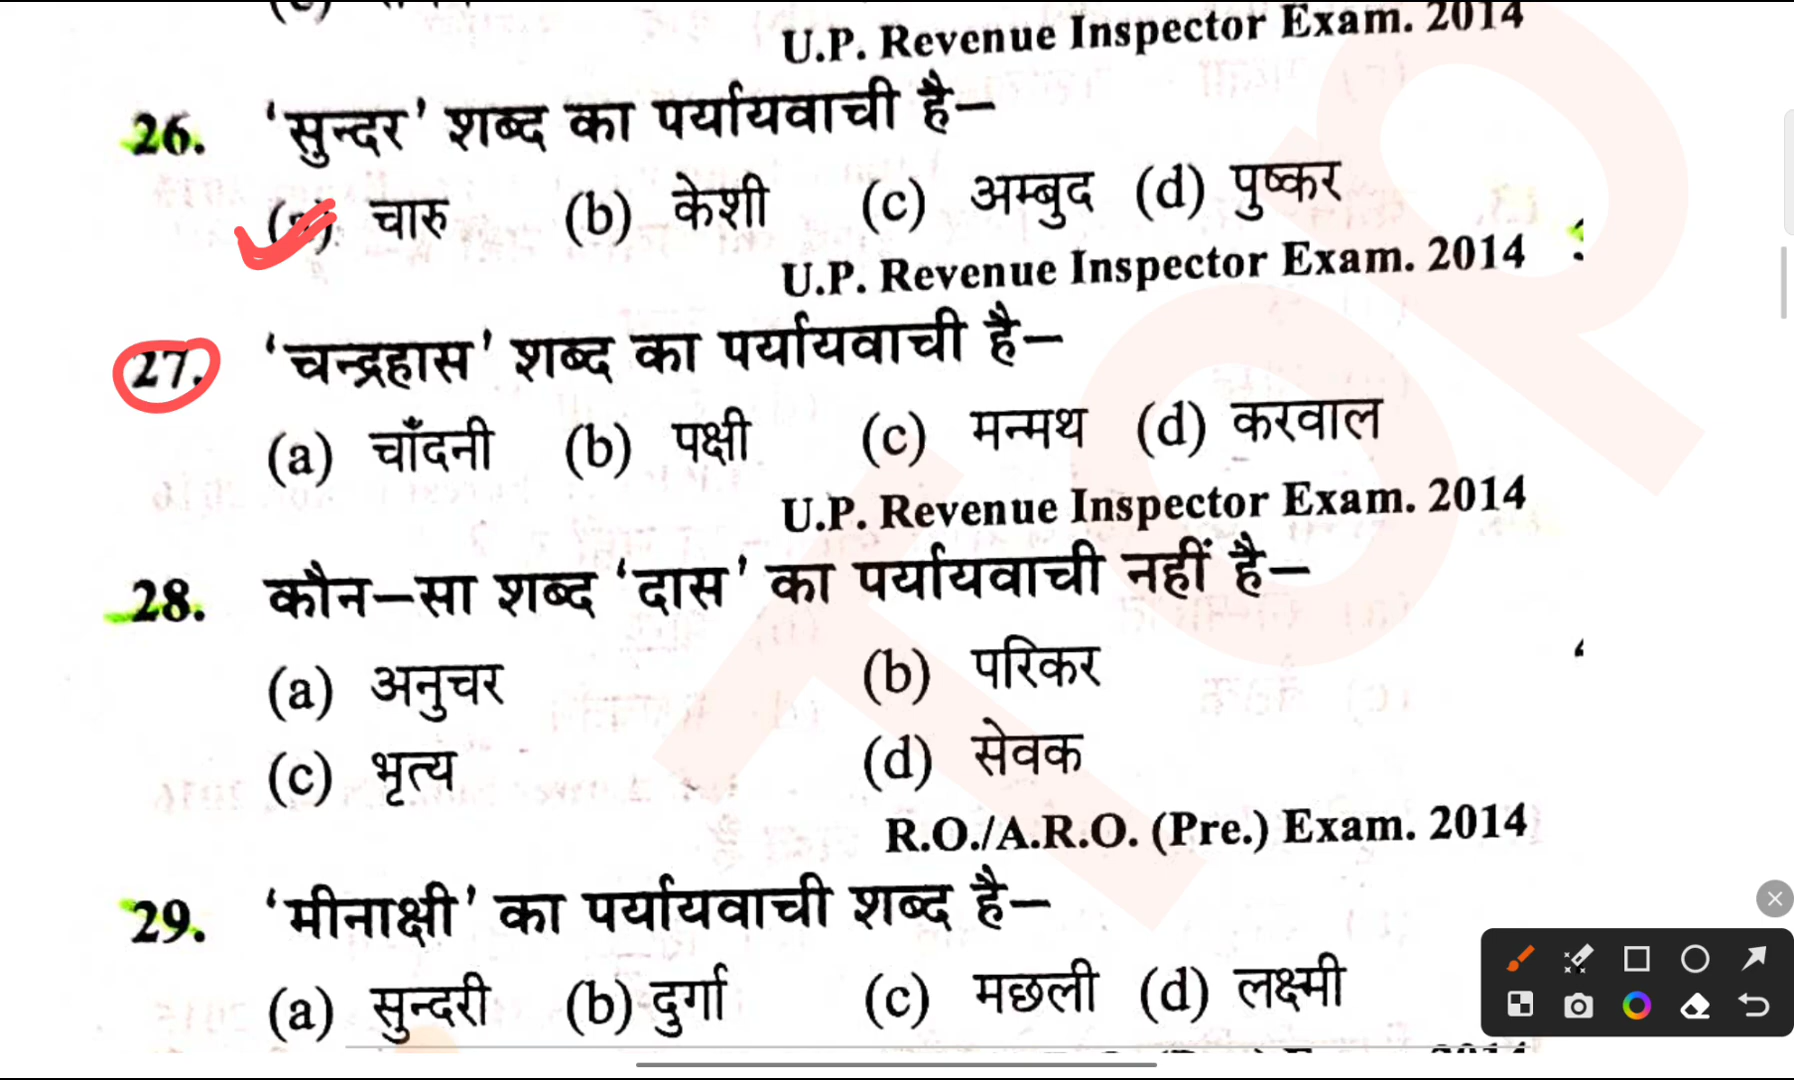 U.P. Revenue Inspector Exam. 2014
26. 'सुन्दर' शब्द का पर्यायवाची है–
चारु (b) केशी (c) अम्बुद (d) पुष्कर
U.P. Revenue Inspector Exam. 2014
27. 'चन्द्रहास' शब्द का पर्यायवाची है–
(a) चाँदनी (b) पक्षी (c) मन्मथ (d) करवाल
U.P. Revenue Inspector Exam. 2014
28. कौन–सा शब्द 'दास' का पर्यायवाची नहीं है–
(a) अनुचर (b) परिकर
(c) भृत्य (d) सेवक
R.O./A.R.O. (Pre.) Exam. 2014
29. 'मीनाक्षी' का पर्यायवाची शब्द है–
(a) सुन्दरी (b) दुर्गा (c) मछली (d) लक्ष्मी